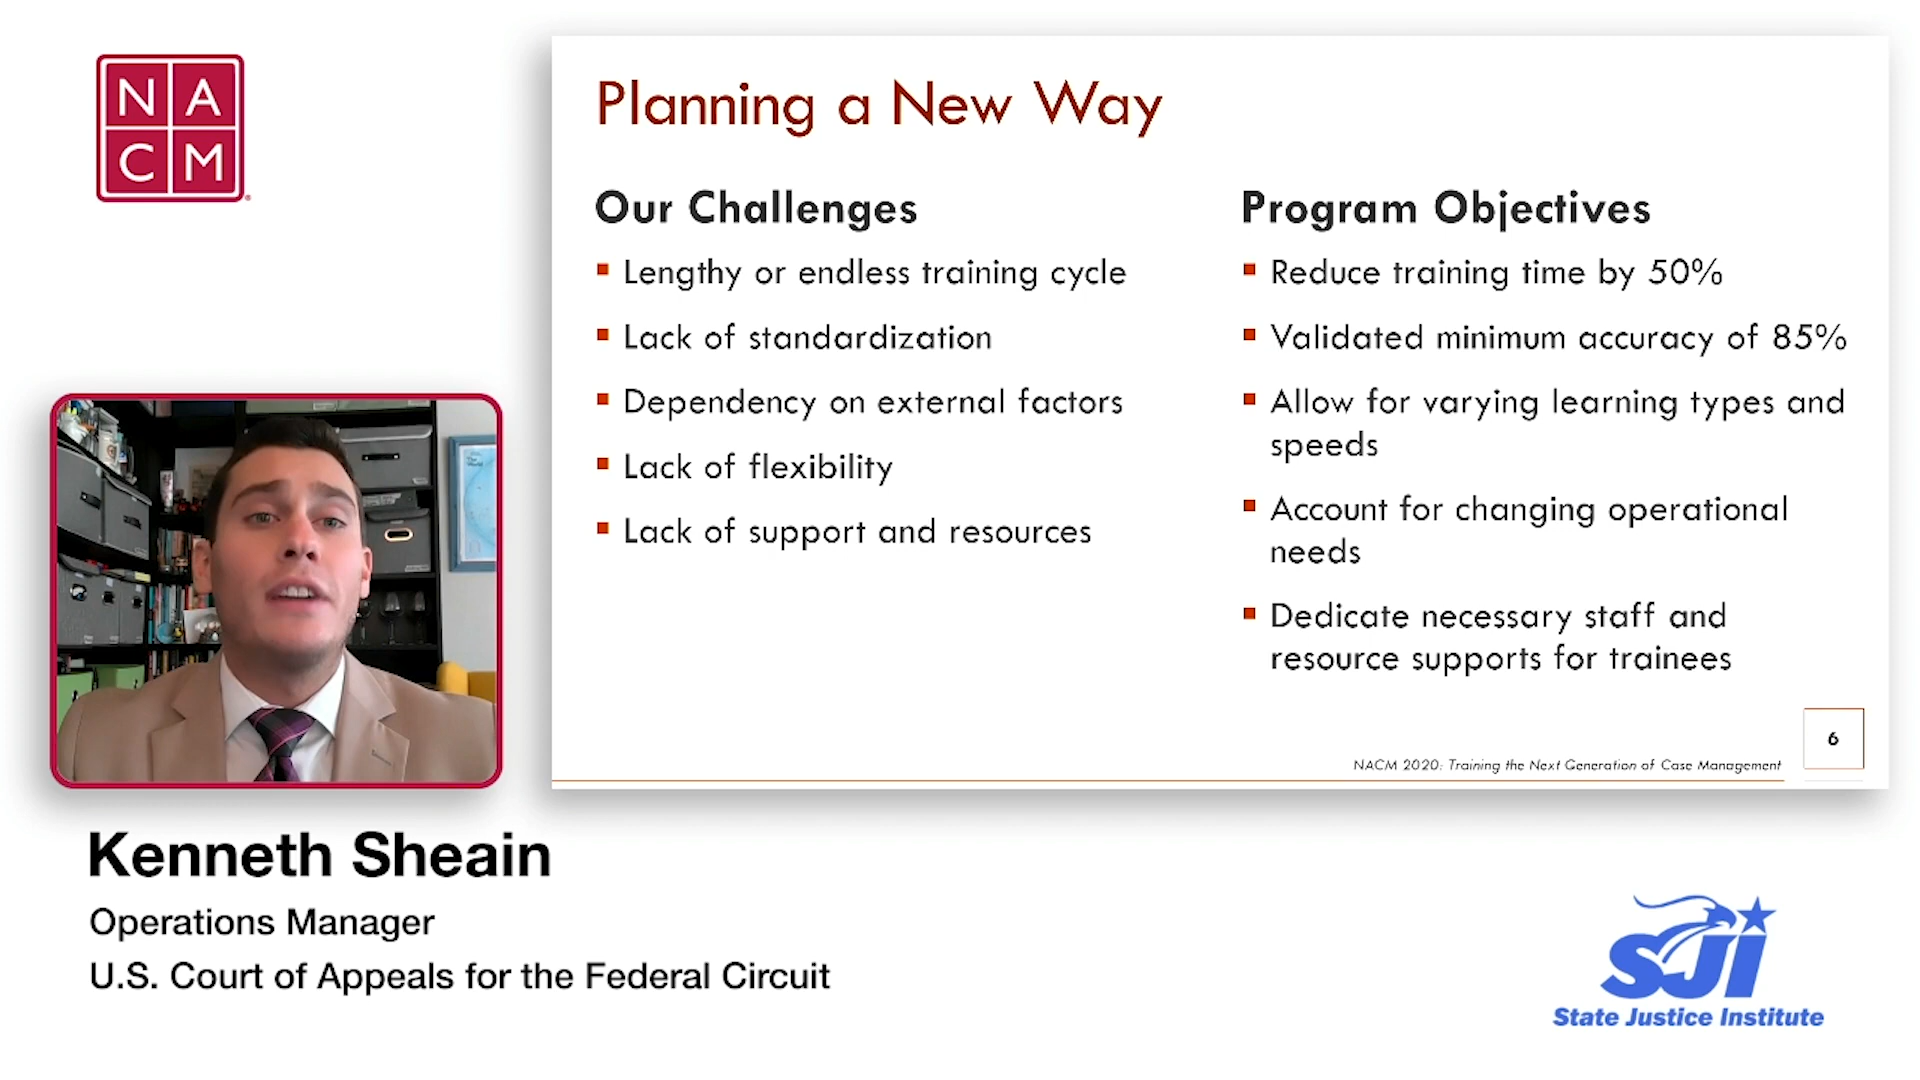 NA
CM
Planning a New Way
Our Challenges
Lengthy or endless training cycle
Lack of standardization
Dependency on external factors
Lack of flexibility
Lack of support and resources
Program Objectives
Reduce training time by 50%
Validated minimum accuracy of 85%
Allow for varying learning types and
speeds
Account for changing operational
needs
Dedicate necessary staff and
resource supports for trainees
NACM 2020: Training the Next Generation of Case Management
6
Kenneth Sheain
Operations Manager
U.S. Court of Appeals for the Federal Circuit
SJI
State Justice Institute